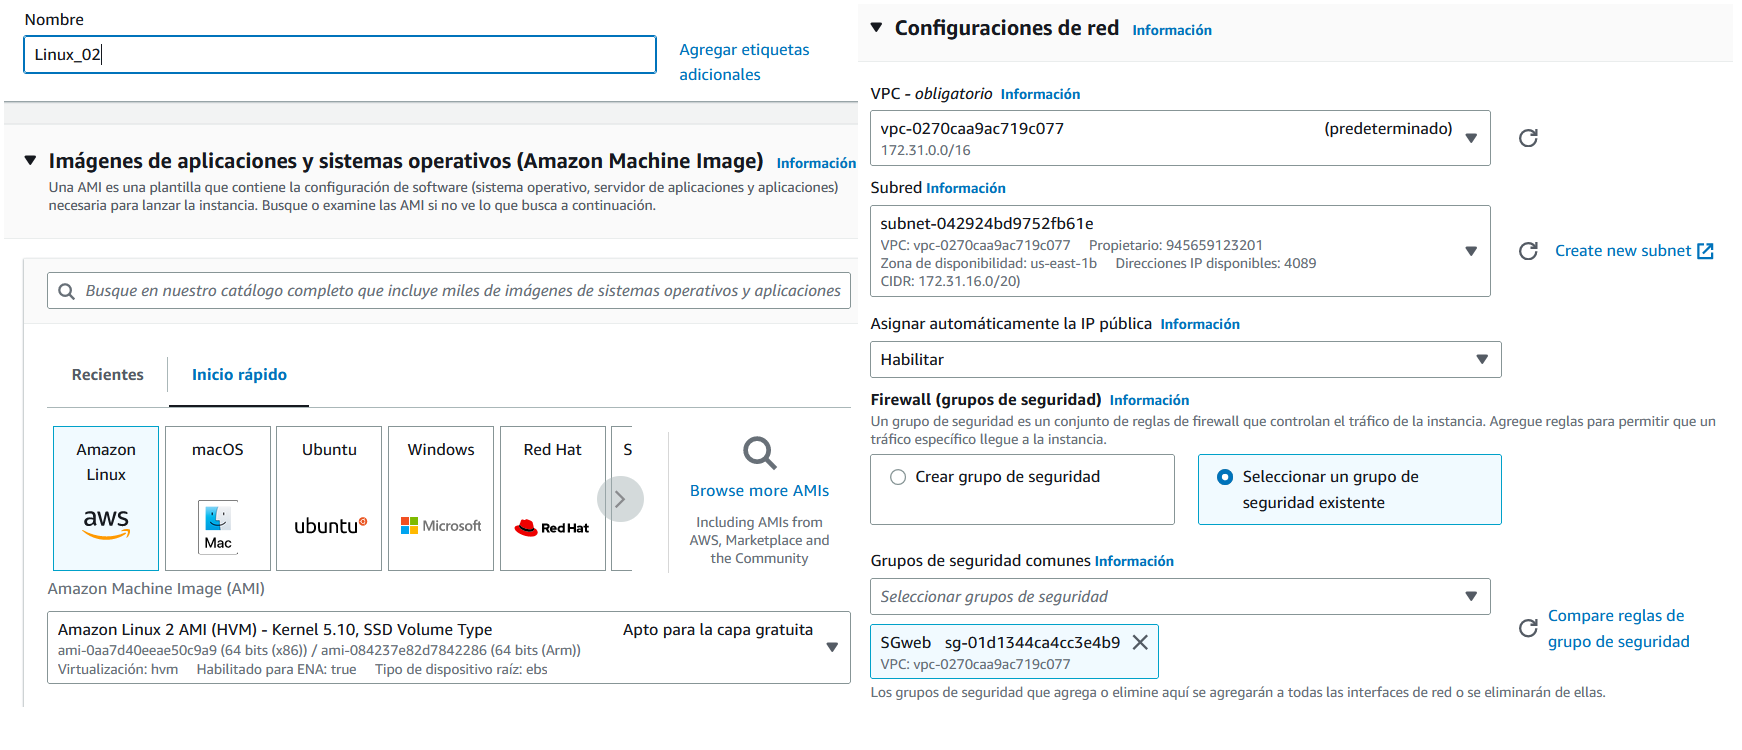 Nombre
Linux_02
Agregar etiquetas
adicionales
Imágenes de aplicaciones y sistemas operativos (Amazon Machine Image) Información
Una AMI es una plantilla que contiene la configuración de software (sistema operativo, servidor de aplicaciones y aplicaciones)
necesaria para lanzar la instancia. Busque o examine las AMI si no ve lo que busca a continuación.
Busque en nuestro catálogo completo que incluye miles de imágenes de sistemas operativos y aplicaciones
Recientes
Inicio rápido
Amazon
Linux
aws
macOS
Mac
Ubuntu
ubuntu
Windows
Microsoft
Red Hat
Red Hat
S
Browse more AMIs
Including AMIs from
AWS, Marketplace and
the Community
Amazon Machine Image (AMI)
Amazon Linux 2 AMI (HVM) - Kernel 5.10, SSD Volume Type Apto para la capa gratuita
ami-0aa7d40eeae50c9a9 (64 bits (x86)) / ami-084237e82d7842286 (64 bits (Arm))
Virtualización: hvm Habilitado para ENA: true Tipo de dispositivo raíz: ebs
Configuraciones de red Información
VPC - obligatorio Información
vpc-0270caa9ac719c077 (predeterminado)
172.31.0.0/16
Subred Información
subnet-042924bd9752fb61e
VPC: vpc-0270caa9ac719c077 Propietario: 945659123201
Zona de disponibilidad: us-east-1b Direcciones IP disponibles: 4089
CIDR: 172.31.16.0/20)
Create new subnet
Asignar automáticamente la IP pública Información
Habilitar
Firewall (grupos de seguridad) Información
Un grupo de seguridad es un conjunto de reglas de firewall que controlan el tráfico de la instancia. Agregue reglas para permitir que un
tráfico específico llegue a la instancia.
Crear grupo de seguridad
Seleccionar un grupo de
seguridad existente
Grupos de seguridad comunes Información
Seleccionar grupos de seguridad
SGweb sg-01d1344ca4cc3e4b9
VPC: vpc-0270caa9ac719c077
Compare reglas de
grupo de seguridad
Los grupos de seguridad que agrega o elimine aquí se agregarán a todas las interfaces de red o se eliminarán de ellas.